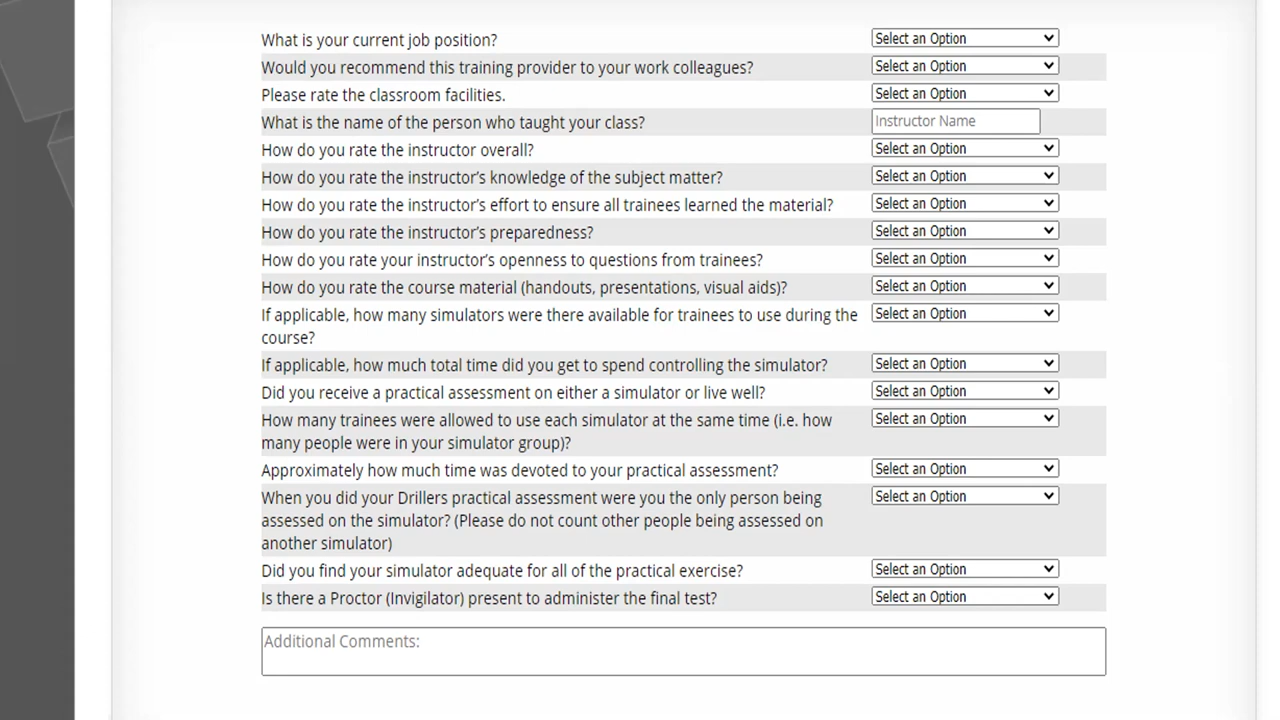 What is your current job position? Select an Option
Would you recommend this training provider to your work colleagues? Select an Option
Please rate the classroom facilities. Select an Option
What is the name of the person who taught your class? Instructor Name
How do you rate the instructor overall? Select an Option
How do you rate the instructor's knowledge of the subject matter? Select an Option
How do you rate the instructor's effort to ensure all trainees learned the material? Select an Option
How do you rate the instructor's preparedness? Select an Option
How do you rate your instructor's openness to questions from trainees? Select an Option
How do you rate the course material (handouts, presentations, visual aids)? Select an Option
If applicable, how many simulators were there available for trainees to use during the Select an Option
course?
If applicable, how much total time did you get to spend controlling the simulator? Select an Option
Did you receive a practical assessment on either a simulator or live well? Select an Option
How many trainees were allowed to use each simulator at the same time (i.e. how Select an Option
many people were in your simulator group)?
Approximately how much time was devoted to your practical assessment? Select an Option
When you did your Drillers practical assessment were you the only person being Select an Option
assessed on the simulator? (Please do not count other people being assessed on
another simulator)
Did you find your simulator adequate for all of the practical exercise? Select an Option
Is there a Proctor (Invigilator) present to administer the final test? Select an Option
Additional Comments: